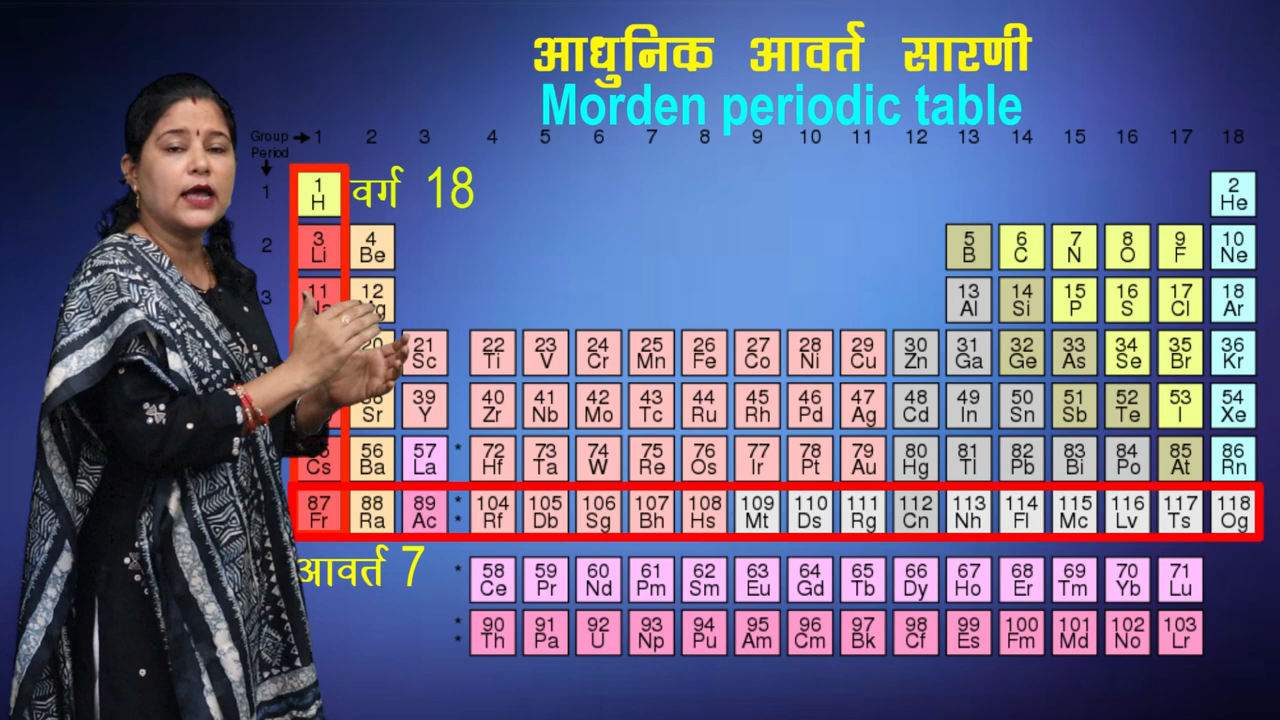 आधुनिक आवर्त सारणी
Morden periodic table
Group 1 2 3 4 5 6 7 8 9 10 11 12 13 14 15 16 17 18
Period
1 1 H वर्ग 18 2 He
2 3 Li 4 Be 5 B 6 C 7 N 8 O 9 F 10 Ne
3 11 12 13 Al 14 Si 15 P 16 S 17 Cl 18 Ar
21 Sc 22 Ti 23 V 24 Cr 25 Mn 26 Fe 27 Co 28 Ni 29 Cu 30 Zn 31 Ga 32 Ge 33 As 34 Se 35 Br 36 Kr
Sr 39 Y 40 Zr 41 Nb 42 Mo 43 Tc 44 Ru 45 Rh 46 Pd 47 Ag 48 Cd 49 In 50 Sn 51 Sb 52 Te 53 I 54 Xe
Cs 56 Ba 57 La * 72 Hf 73 Ta 74 W 75 Re 76 Os 77 Ir 78 Pt 79 Au 80 Hg 81 Tl 82 Pb 83 Bi 84 Po 85 At 86 Rn
87 Fr 88 Ra 89 Ac * * 104 Rf 105 Db 106 Sg 107 Bh 108 Hs 109 Mt 110 Ds 111 Rg 112 Cn 113 Nh 114 Fl 115 Mc 116 Lv 117 Ts 118 Og
आवर्त 7
* 58 Ce 59 Pr 60 Nd 61 Pm 62 Sm 63 Eu 64 Gd 65 Tb 66 Dy 67 Ho 68 Er 69 Tm 70 Yb 71 Lu
* * 90 Th 91 Pa 92 U 93 Np 94 Pu 95 Am 96 Cm 97 Bk 98 Cf 99 Es 100 Fm 101 Md 102 No 103 Lr